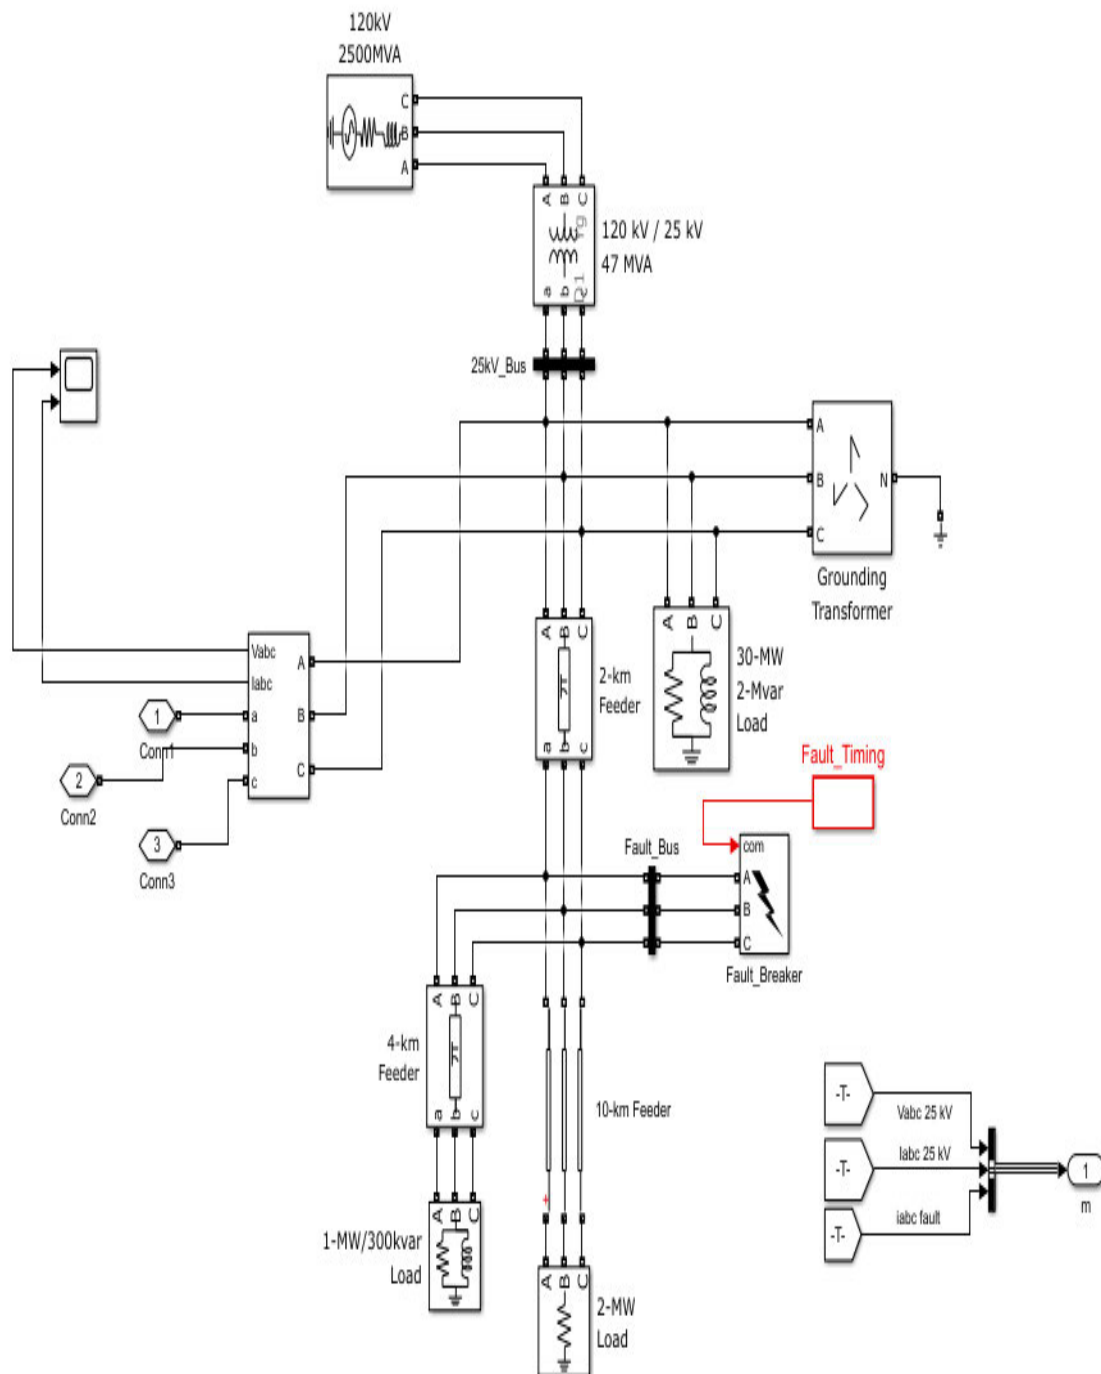 120kV
2500MVA
C
B
A
A B C
Yg
120 kV / 25 kV
47 MVA
D1
a b c
25kV_Bus
A
B
C
N
Grounding
Transformer
Vabc
Iabc
a
b
c
A
B
C
1
Conn1
2
Conn2
3
Conn3
A B C
2-km
Feeder
a b c
A B C
30-MW
2-Mvar
Load
Fault_Timing
Fault_Bus
com
A
B
C
Fault_Breaker
A B C
4-km
Feeder
a b c
10-km Feeder
+
A B C
1-MW/300kvar
Load
A B C
2-MW
Load
-T-
Vabc 25 kV
-T-
Iabc 25 kV
-T-
iabc fault
1
m